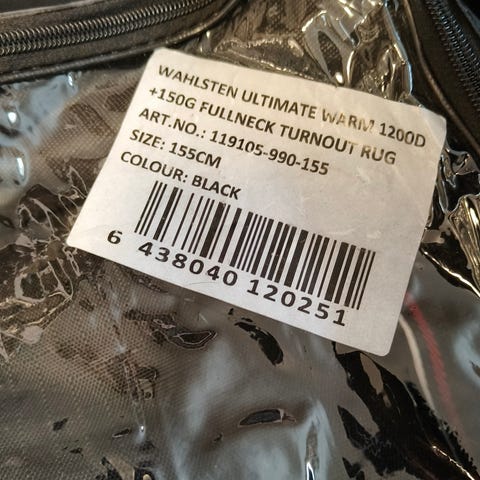 WAHLSTEN ULTIMATE WARM 1200D
+150G FULLNECK TURNOUT RUG
ART.NO.: 119105-990-155
SIZE: 155CM
COLOUR: BLACK
6 438040 120251